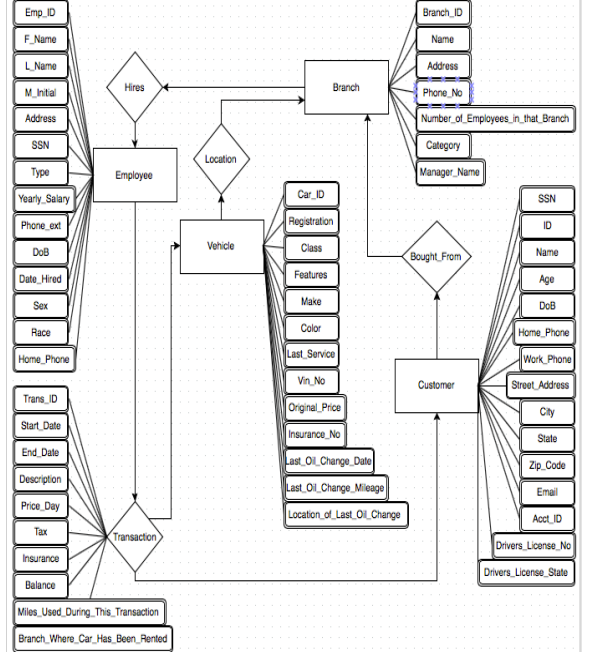 Emp_ID
F_Name
L_Name
M_Initial
Address
SSN
Type
Yearly_Salary
Phone_ext
DoB
Date_Hired
Sex
Race
Home_Phone
Hires
Employee
Branch
Branch_ID
Name
Address
Phone_No
Number_of_Employees_in_that_Branch
Category
Manager_Name
Location
Vehicle
Car_ID
Registration
Class
Features
Make
Color
Last_Service
Vin_No
Original_Price
Insurance_No
Last_Oil_Change_Date
Last_Oil_Change_Mileage
Location_of_Last_Oil_Change
Bought_From
Customer
SSN
ID
Name
Age
DoB
Home_Phone
Work_Phone
Street_Address
City
State
Zip_Code
Email
Acct_ID
Drivers_License_No
Drivers_License_State
Trans_ID
Start_Date
End_Date
Description
Price_Day
Tax
Insurance
Balance
Miles_Used_During_This_Transaction
Branch_Where_Car_Has_Been_Rented
Transaction